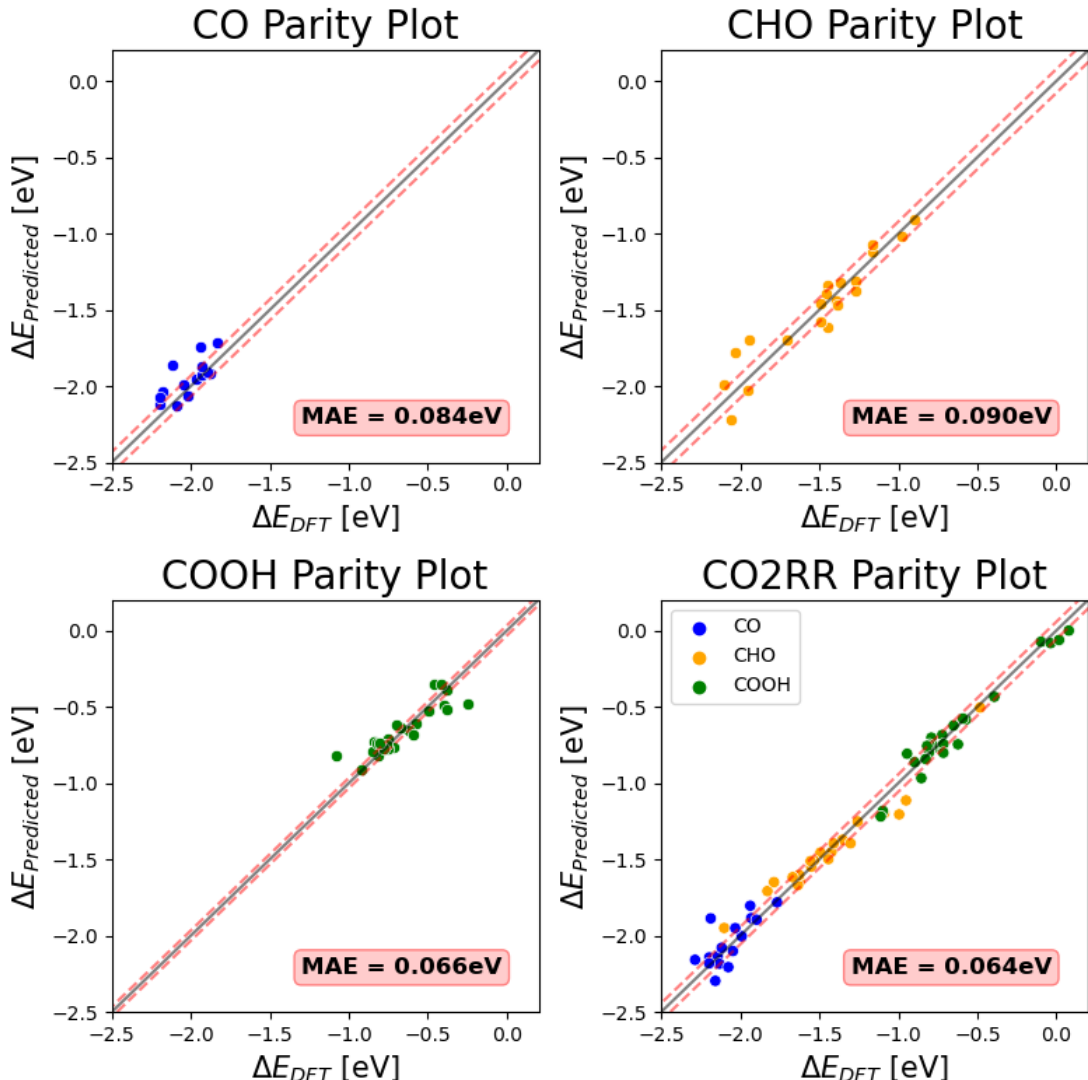 CO Parity Plot
0.0
−0.5
−1.0
−1.5
−2.0
−2.5
ΔE_Predicted [eV]
MAE = 0.084eV
−2.5 −2.0 −1.5 −1.0 −0.5 0.0
ΔE_DFT [eV]
CHO Parity Plot
0.0
−0.5
−1.0
−1.5
−2.0
−2.5
ΔE_Predicted [eV]
MAE = 0.090eV
−2.5 −2.0 −1.5 −1.0 −0.5 0.0
ΔE_DFT [eV]
COOH Parity Plot
0.0
−0.5
−1.0
−1.5
−2.0
−2.5
ΔE_Predicted [eV]
MAE = 0.066eV
−2.5 −2.0 −1.5 −1.0 −0.5 0.0
ΔE_DFT [eV]
CO2RR Parity Plot
CO
CHO
COOH
0.0
−0.5
−1.0
−1.5
−2.0
−2.5
ΔE_Predicted [eV]
MAE = 0.064eV
−2.5 −2.0 −1.5 −1.0 −0.5 0.0
ΔE_DFT [eV]